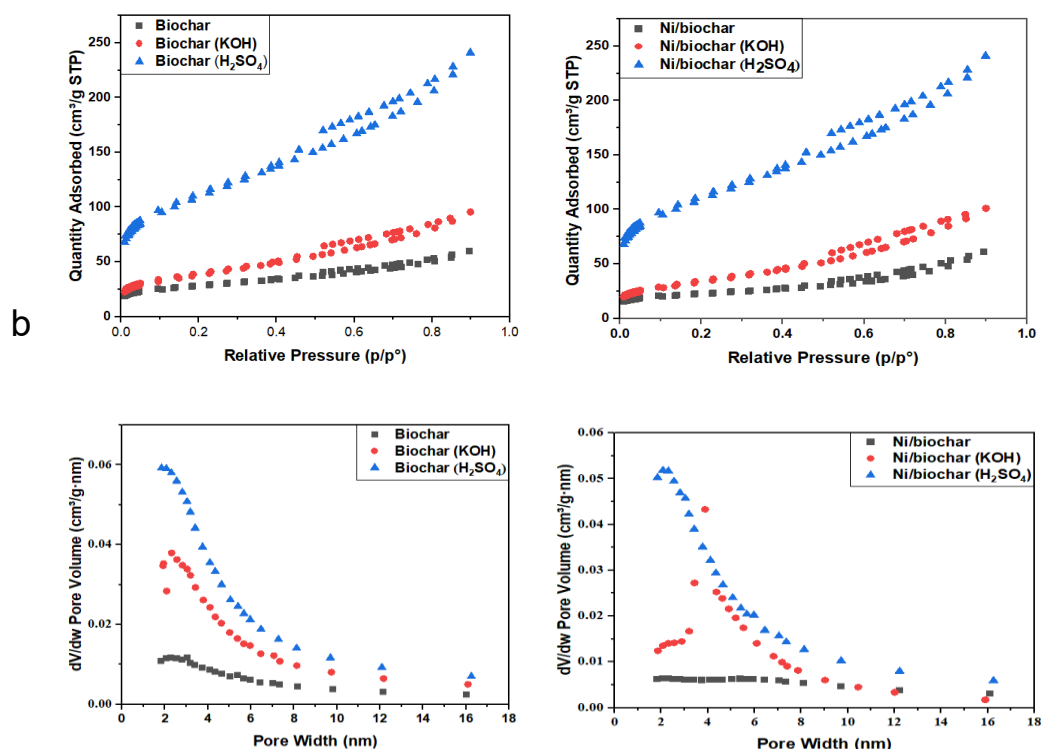 Biochar
Biochar (KOH)
Biochar (H₂SO₄)
250
200
150
100
50
0
0.0 0.2 0.4 0.6 0.8 1.0
Quantity Adsorbed (cm³/g STP)
Relative Pressure (p/p°)
Ni/biochar
Ni/biochar (KOH)
Ni/biochar (H2SO₄)
250
200
150
100
50
0
0.0 0.2 0.4 0.6 0.8 1.0
Quantity Adsorbed (cm³/g STP)
Relative Pressure (p/p°)
b
Biochar
Biochar (KOH)
Biochar (H₂SO₄)
0.06
0.04
0.02
0.00
0 2 4 6 8 10 12 14 16 18
dV/dw Pore Volume (cm³/g·nm)
Pore Width (nm)
Ni/biochar
Ni/biochar (KOH)
Ni/biochar (H₂SO₄)
0.06
0.05
0.04
0.03
0.02
0.01
0.00
0 2 4 6 8 10 12 14 16 18
dV/dw Pore Volume (cm³/g·nm)
Pore Width (nm)